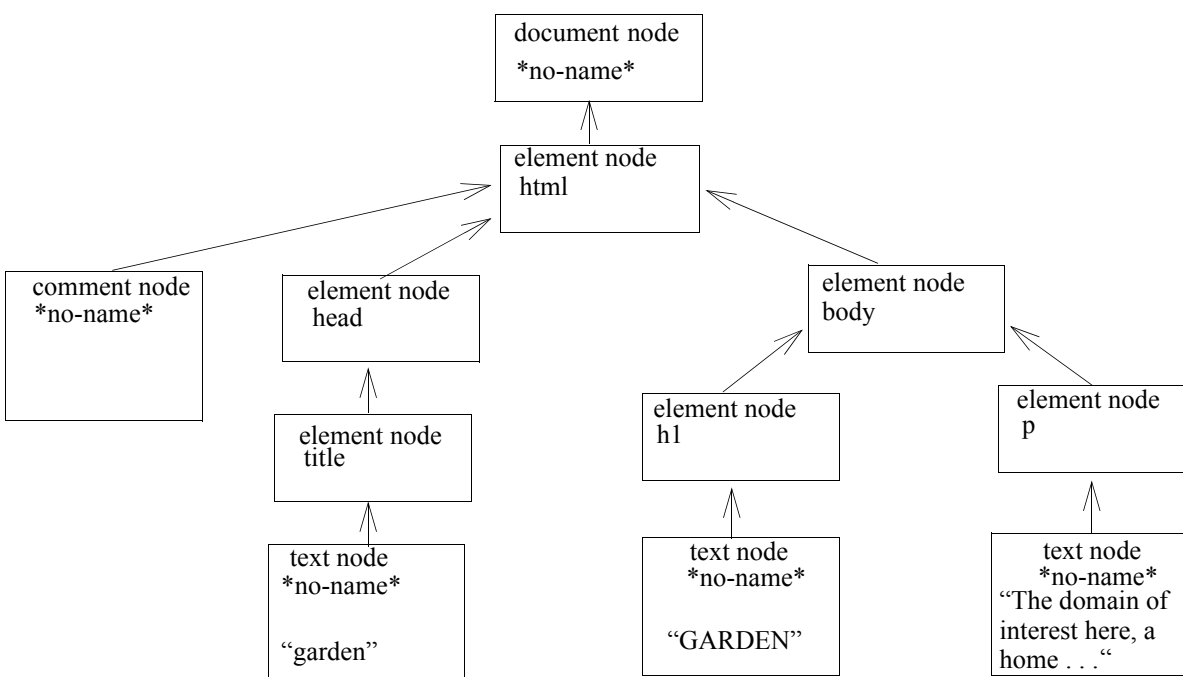 document node
*no-name*
element node
html
comment node
*no-name*
element node
head
element node
body
element node
title
element node
h1
element node
p
text node
*no-name*
“garden”
text node
*no-name*
“GARDEN”
text node
*no-name*
“The domain of
interest here, a
home . . .“